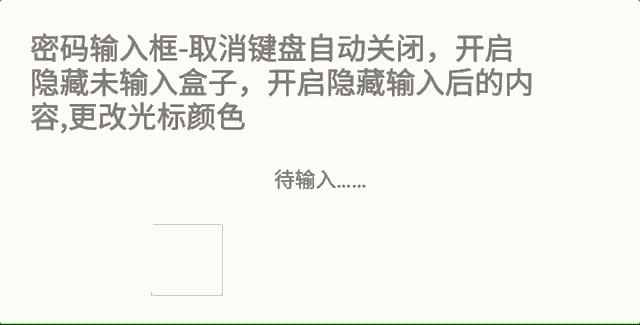 密码输入框-取消键盘自动关闭，开启
隐藏未输入盒子，开启隐藏输入后的内
容,更改光标颜色
待输入……